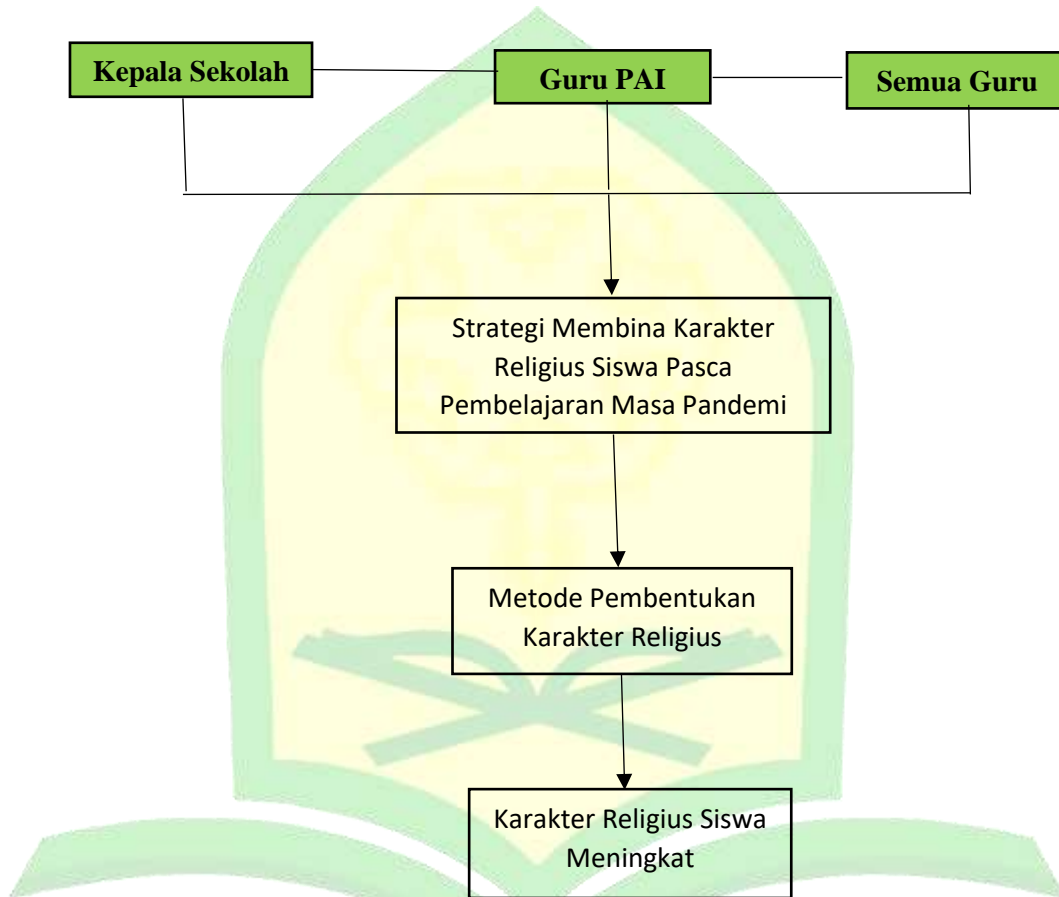 Kepala Sekolah
Guru PAI
Semua Guru
Strategi Membina Karakter
Religius Siswa Pasca
Pembelajaran Masa Pandemi
Metode Pembentukan
Karakter Religius
Karakter Religius Siswa
Meningkat